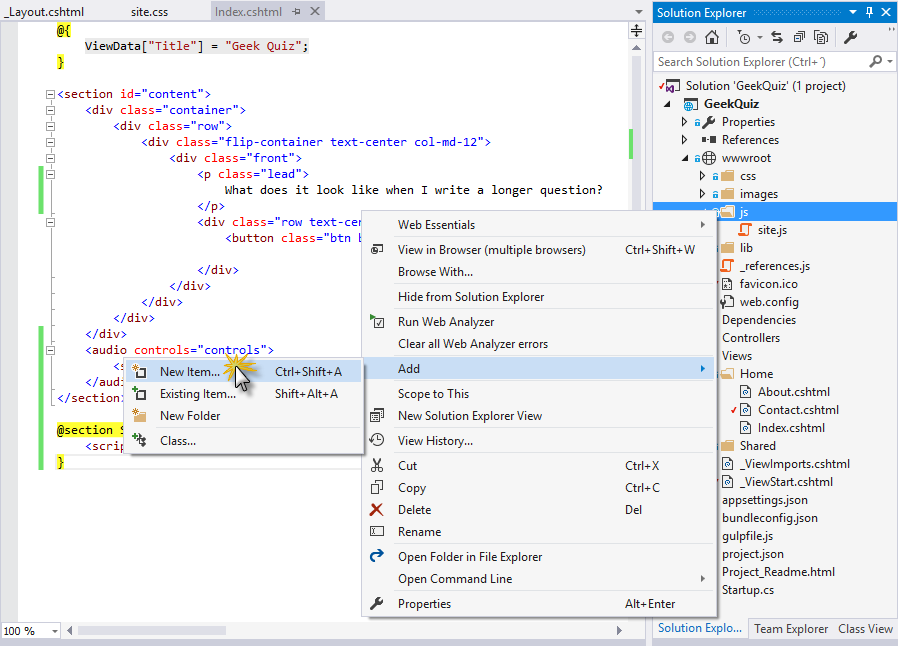 _Layout.cshtml
site.css
Index.cshtml
@{
ViewData["Title"] = "Geek Quiz";
}
<section id="content">
<div class="container">
<div class="row">
<div class="flip-container text-center col-md-12">
<div class="front">
<p class="lead">
What does it look like when I write a longer question?
</p>
<div class="row text-cen
<button class="btn b
</div>
</div>
</div>
</div>
</div>
<audio controls="controls">
<s
</aud
</section>
@section S
<scrip
}
100 %
New Item... Ctrl+Shift+A
Existing Item... Shift+Alt+A
New Folder
Class...
Web Essentials
View in Browser (multiple browsers) Ctrl+Shift+W
Browse With...
Hide from Solution Explorer
Run Web Analyzer
Clear all Web Analyzer errors
Add
Scope to This
New Solution Explorer View
View History...
Cut Ctrl+X
Copy Ctrl+C
Delete Del
Rename
Open Folder in File Explorer
Open Command Line
Properties Alt+Enter
Solution Explorer
Search Solution Explorer (Ctrl+´)
Solution 'GeekQuiz' (1 project)
GeekQuiz
Properties
References
wwwroot
css
images
js
site.js
lib
_references.js
favicon.ico
web.config
Dependencies
Controllers
Views
Home
About.cshtml
Contact.cshtml
Index.cshtml
Shared
_ViewImports.cshtml
_ViewStart.cshtml
appsettings.json
bundleconfig.json
gulpfile.js
project.json
Project_Readme.html
Startup.cs
Solution Explo...
Team Explorer
Class View